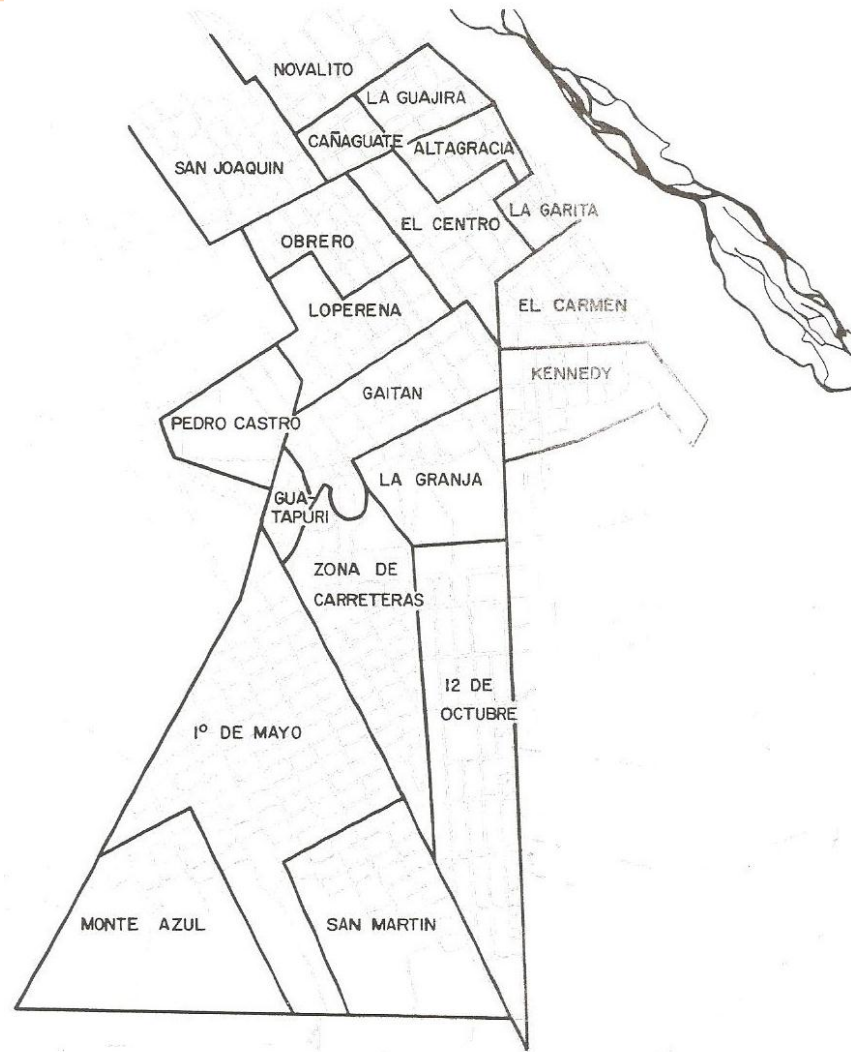 NOVALITO
LA GUAJIRA
CAÑAGUATE
ALTAGRACIA
SAN JOAQUIN
LA GARITA
EL CENTRO
OBRERO
LOPERENA
EL CARMEN
KENNEDY
GAITAN
PEDRO CASTRO
LA GRANJA
GUA-
TAPURI
ZONA DE
CARRETERAS
12 DE
OCTUBRE
1º DE MAYO
MONTE AZUL
SAN MARTIN